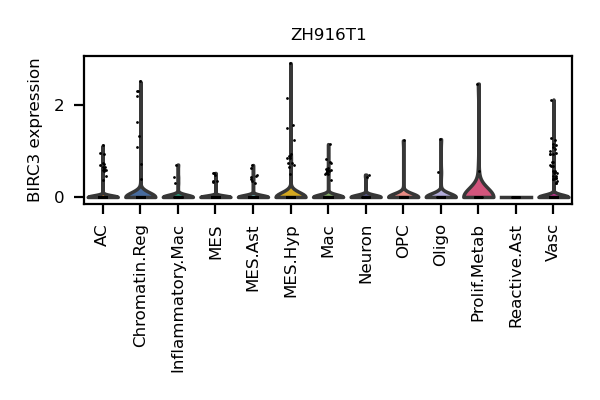 ZH916T1
BIRC3 expression
2
0
AC
Chromatin.Reg
Inflammatory.Mac
MES
MES.Ast
MES.Hyp
Mac
Neuron
OPC
Oligo
Prolif.Metab
Reactive.Ast
Vasc